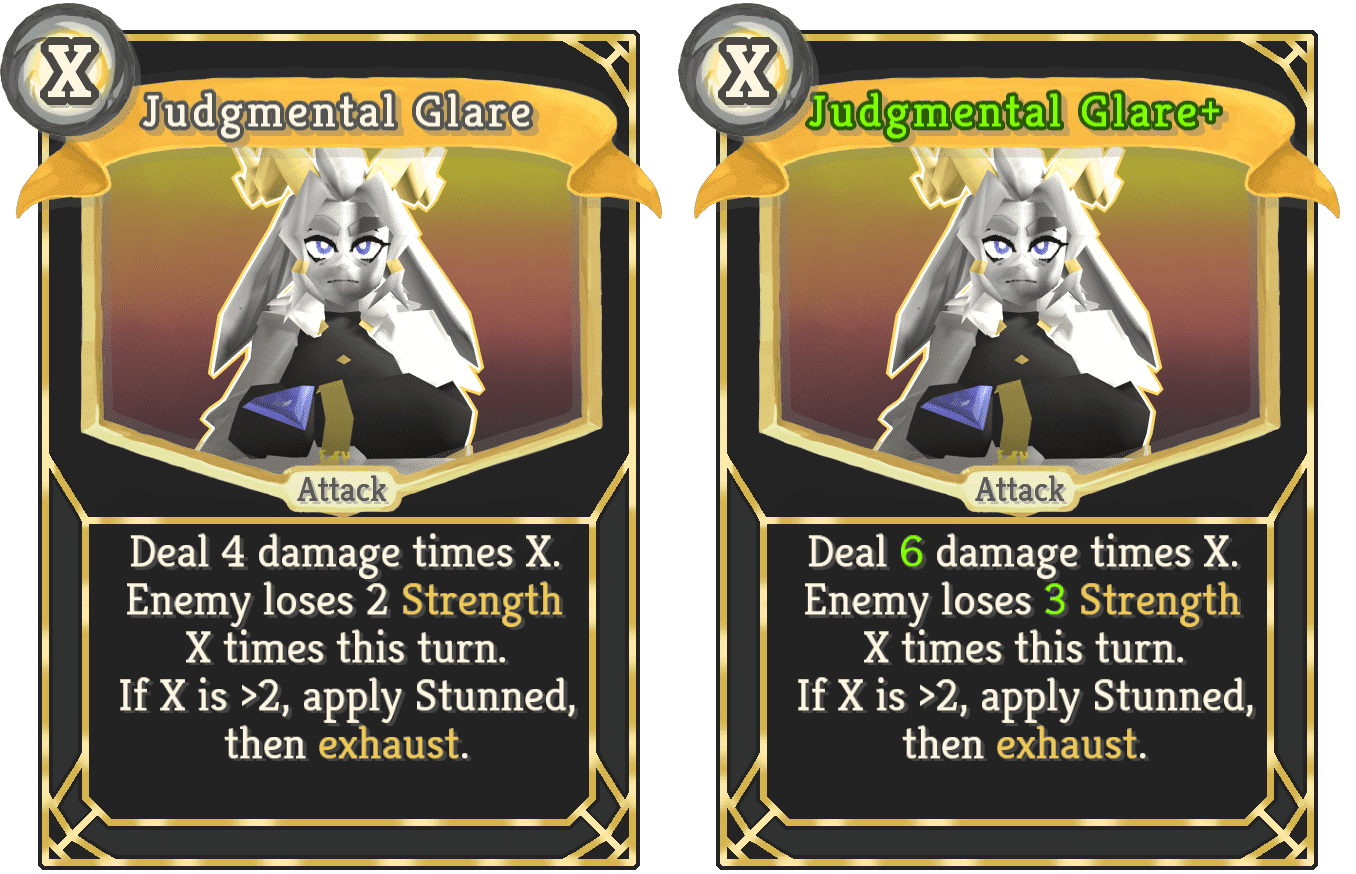 X
Judgmental Glare
Attack
Deal 4 damage times X.
Enemy loses 2 Strength
X times this turn.
If X is >2, apply Stunned,
then exhaust.
X
Judgmental Glare+
Attack
Deal 6 damage times X.
Enemy loses 3 Strength
X times this turn.
If X is >2, apply Stunned,
then exhaust.